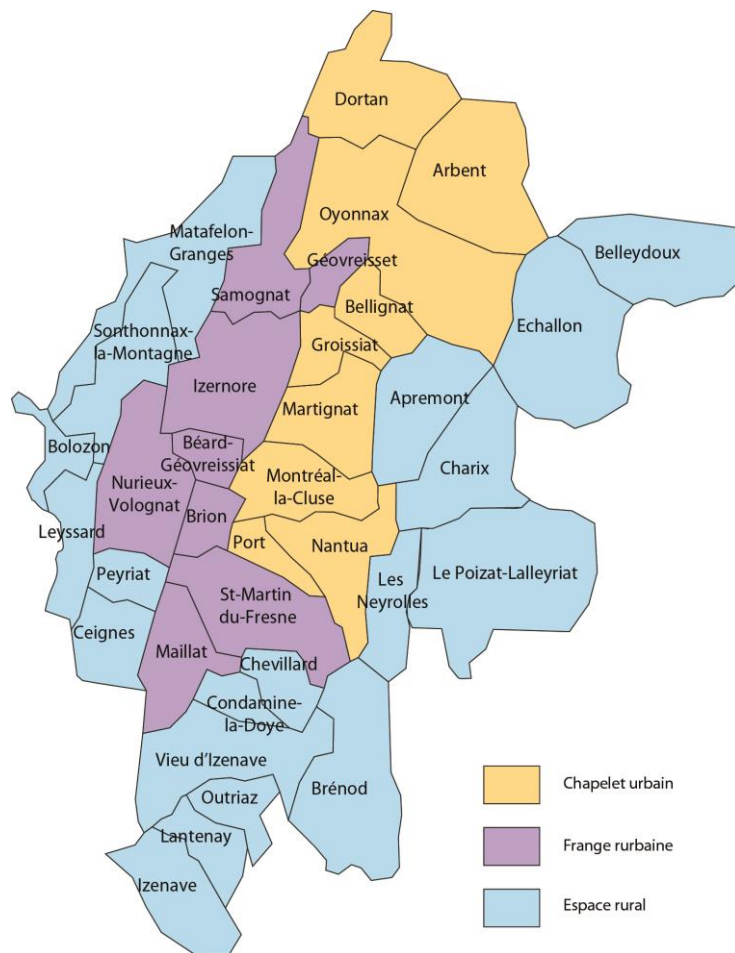 Dortan
Arbent
Oyonnax
Matafelon-
Granges
Géovreisset
Belleydoux
Samognat
Bellignat
Echallon
Sonthonnax-
la-Montagne
Groissiat
Izernore
Martignat
Apremont
Bolozon
Béard-
Géovreissiat
Charix
Nurieux-
Volognat
Montréal-
la-Cluse
Leyssard
Brion
Port
Nantua
Peyriat
Les
Neyrolles
Le Poizat-Lalleyriat
St-Martin
du-Fresne
Ceignes
Maillat
Chevillard
Condamine-
la-Doye
Vieu d'Izenave
Brénod
Outriaz
Lantenay
Izenave
Chapelet urbain
Frange rurbaine
Espace rural